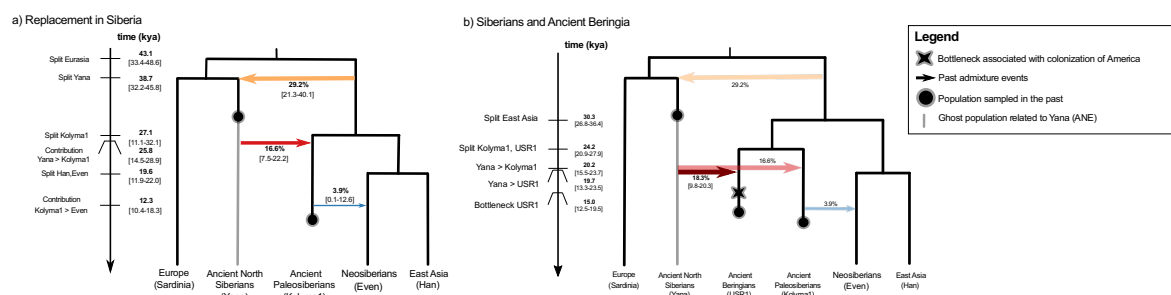 a) Replacement in Siberia
time (kya)
Split Eurasia
43.1
[33.4-48.6]
Split Yana
38.7
[32.2-45.8]
29.2%
[21.3-40.1]
Split Kolyma1
27.1
[11.1-32.1]
Contribution
Yana > Kolyma1
25.8
[14.5-28.9]
16.6%
[7.5-22.2]
Split Han,Even
19.6
[11.9-22.0]
Contribution
Kolyma1 > Even
12.3
[10.4-18.3]
3.9%
[0.1-12.6]
Europe
(Sardinia)
Ancient North
Siberians
Ancient
Paleosiberians
Neosiberians
(Even)
East Asia
(Han)
b) Siberians and Ancient Beringia
time (kya)
29.2%
Split East Asia
30.3
[26.8-36.4]
Split Kolyma1, USR1
24.2
[20.9-27.9]
Yana > Kolyma1
20.2
[15.5-23.7]
Yana > USR1
19.7
[13.3-23.5]
Bottleneck USR1
15.0
[12.5-19.5]
16.6%
18.3%
[9.8-20.3]
3.9%
Europe
(Sardinia)
Ancient North
Siberians
(Yana)
Ancient
Beringians
(USR1)
Ancient
Paleosiberians
(Kolyma1)
Neosiberians
(Even)
East Asia
(Han)
Legend
Bottleneck associated with colonization of America
Past admixture events
Population sampled in the past
Ghost population related to Yana (ANE)